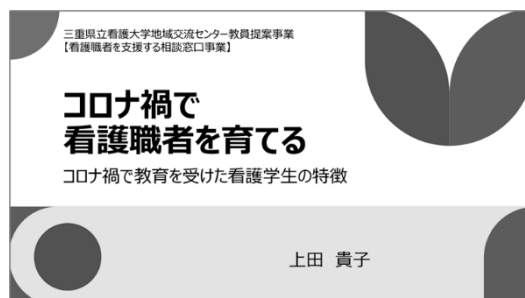 三重県立看護大学地域交流センター教員提案事業
【看護職者を支援する相談窓口事業】
コロナ禍で
看護職者を育てる
コロナ禍で教育を受けた看護学生の特徴
上田　貴子